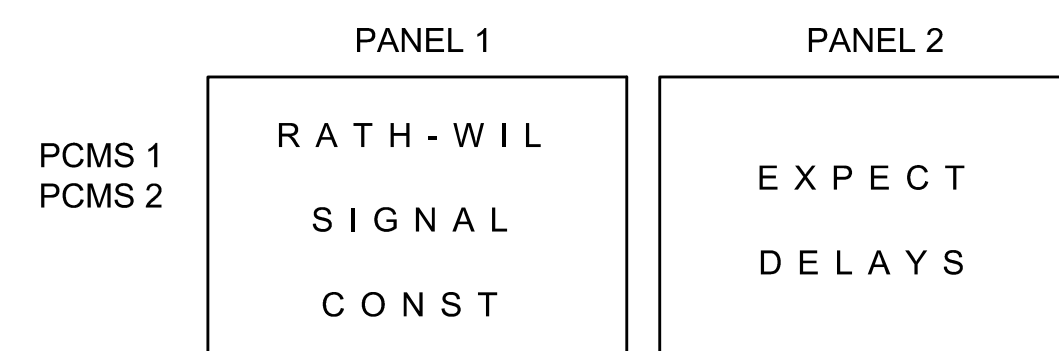 PANEL 1
PANEL 2
PCMS 1
PCMS 2
RATH-WIL
SIGNAL
CONST
EXPECT
DELAYS